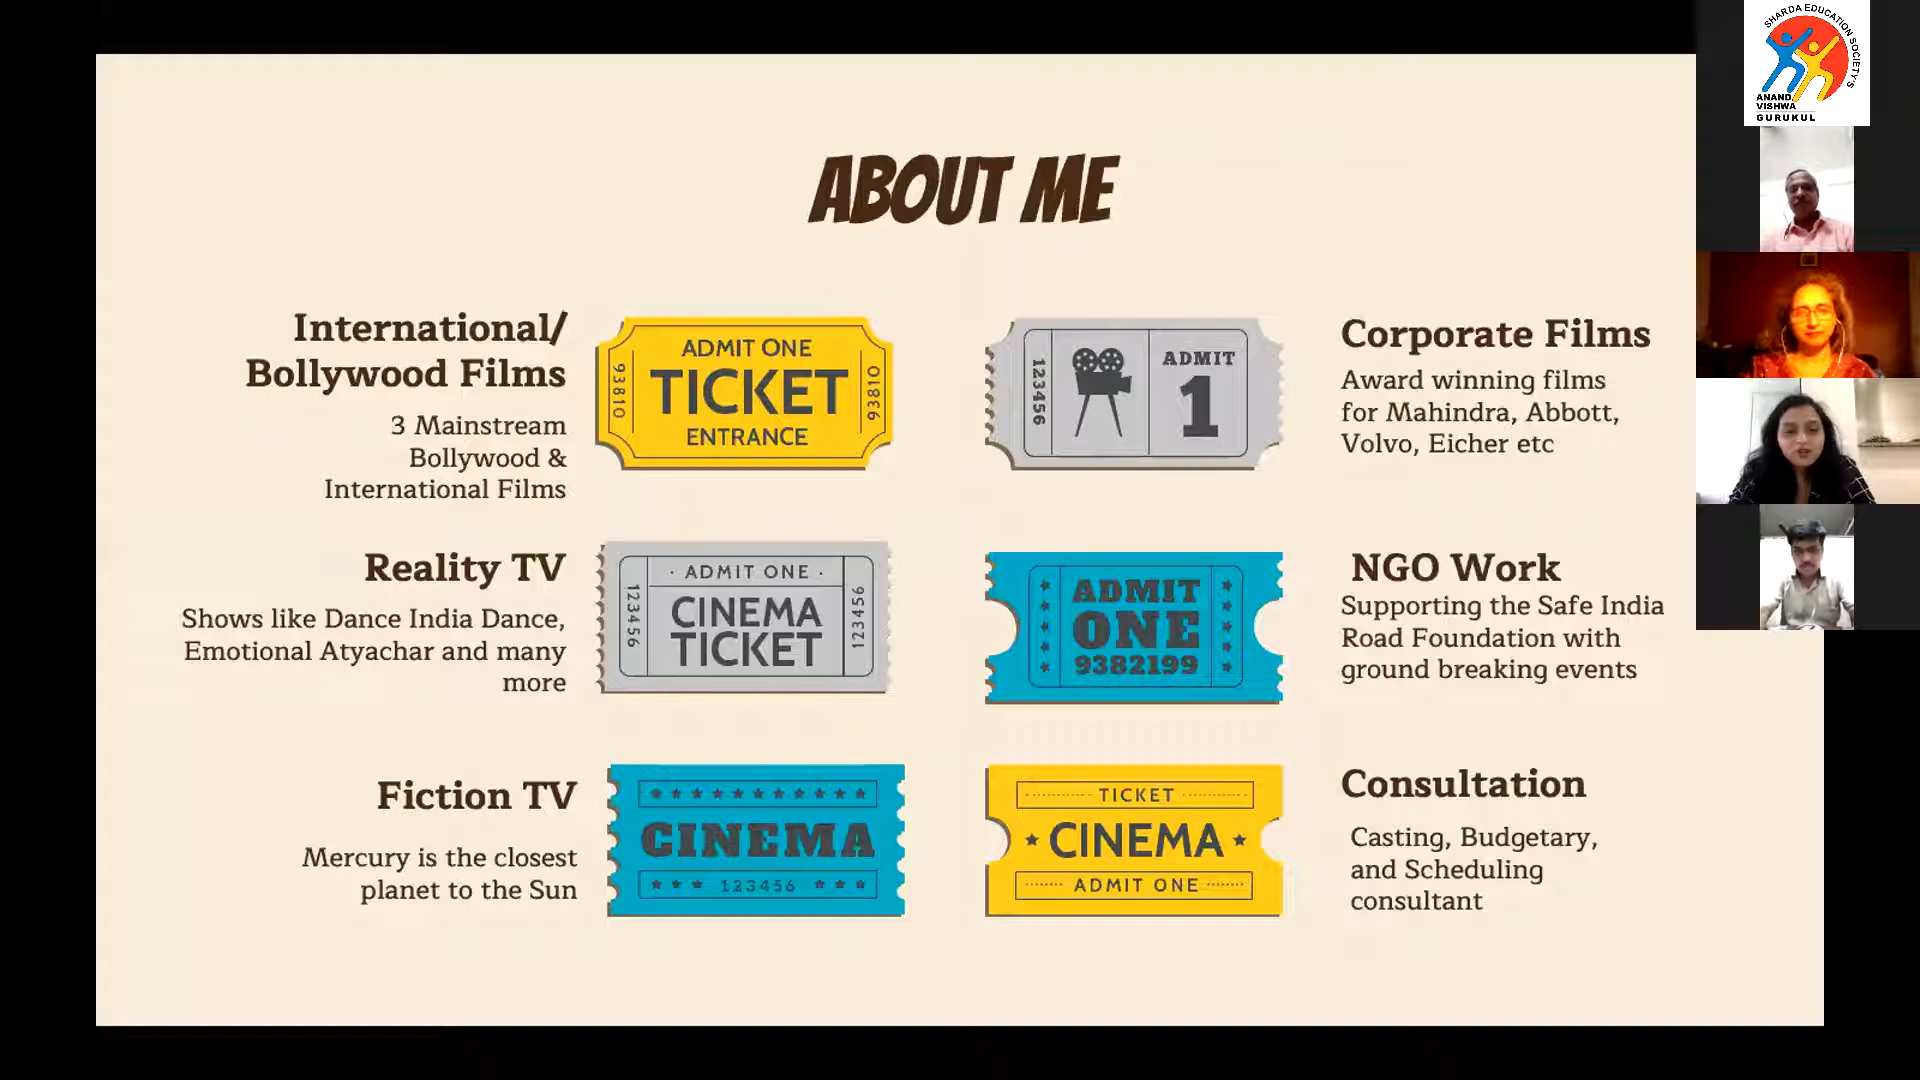 ABOUT ME
International/
Bollywood Films
3 Mainstream
Bollywood &
International Films
ADMIT ONE
TICKET
ENTRANCE
93810
93810
123456
ADMIT
1
Corporate Films
Award winning films
for Mahindra, Abbott,
Volvo, Eicher etc
Reality TV
Shows like Dance India Dance,
Emotional Atyachar and many
more
· ADMIT ONE ·
CINEMA
TICKET
123456
123456
ADMIT
ONE
9382199
NGO Work
Supporting the Safe India
Road Foundation with
ground breaking events
Fiction TV
Mercury is the closest
planet to the Sun
CINEMA
123456
TICKET
CINEMA
ADMIT ONE
Consultation
Casting, Budgetary,
and Scheduling
consultant
SHARDA EDUCATION SOCIETY'S
ANAND
VISHWA
GURUKUL